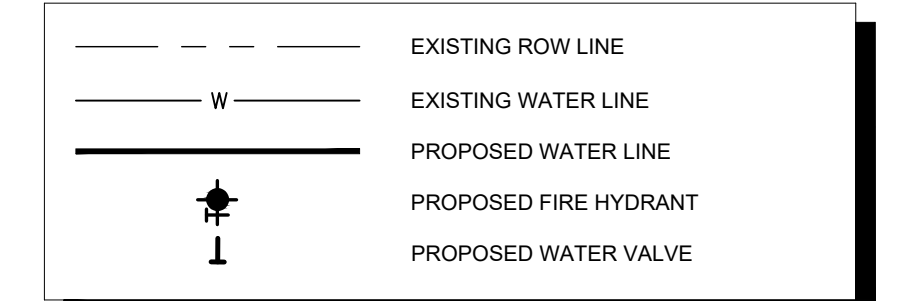 EXISTING ROW LINE
W EXISTING WATER LINE
PROPOSED WATER LINE
PROPOSED FIRE HYDRANT
PROPOSED WATER VALVE